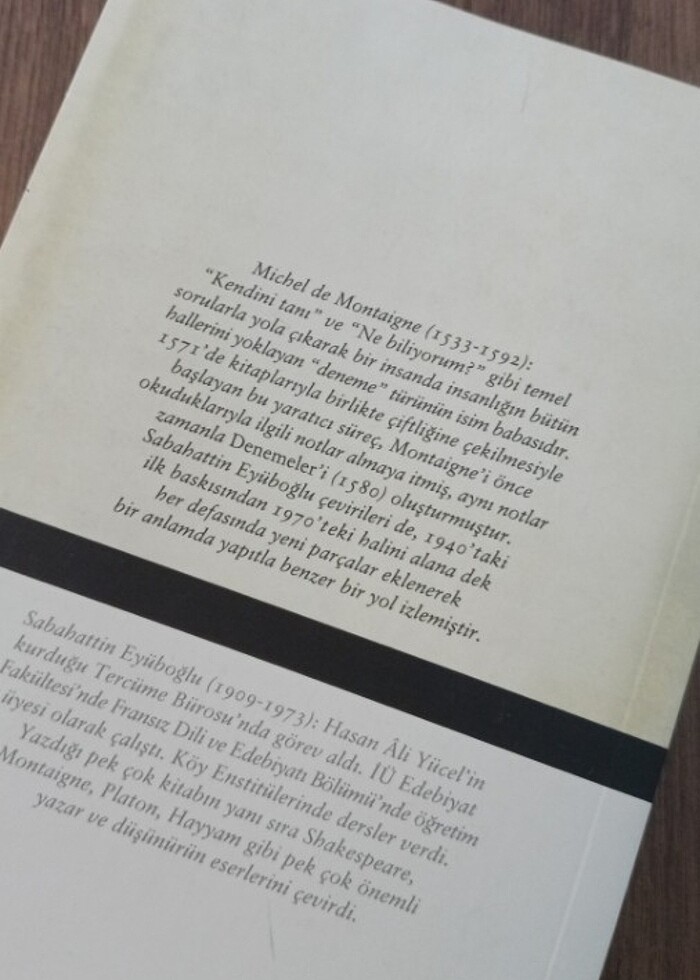 Michel de Montaigne (1533-1592):
“Kendini tanı” ve “Ne biliyorum?” gibi temel
sorularla yola çıkarak bir insanda insanlığın bütün
hallerini yoklayan “deneme” türünün isim babasıdır.
1571’de kitaplarıyla birlikte çiftliğine çekilmesiyle
başlayan bu yaratıcı süreç, Montaigne’i önce
okuduklarıyla ilgili notlar almaya itmiş, aynı notlar
zamanla Denemeler’i (1580) oluşturmuştur.
Sabahattin Eyüboğlu çevirileri de, 1940’taki
ilk baskısından 1970’teki halini alana dek
her defasında yeni parçalar eklenerek
bir anlamda yapıtla benzer bir yol izlemiştir.
Sabahattin Eyüboğlu (1909-1973): Hasan Âli Yücel’in
kurduğu Tercüme Bürosu’nda görev aldı. İÜ Edebiyat
Fakültesi’nde Fransız Dili ve Edebiyatı Bölümü’nde öğretim
üyesi olarak çalıştı. Köy Enstitülerinde dersler verdi.
Yazdığı pek çok kitabın yanı sıra Shakespeare,
Montaigne, Platon, Hayyam gibi pek çok önemli
yazar ve düşünürün eserlerini çevirdi.